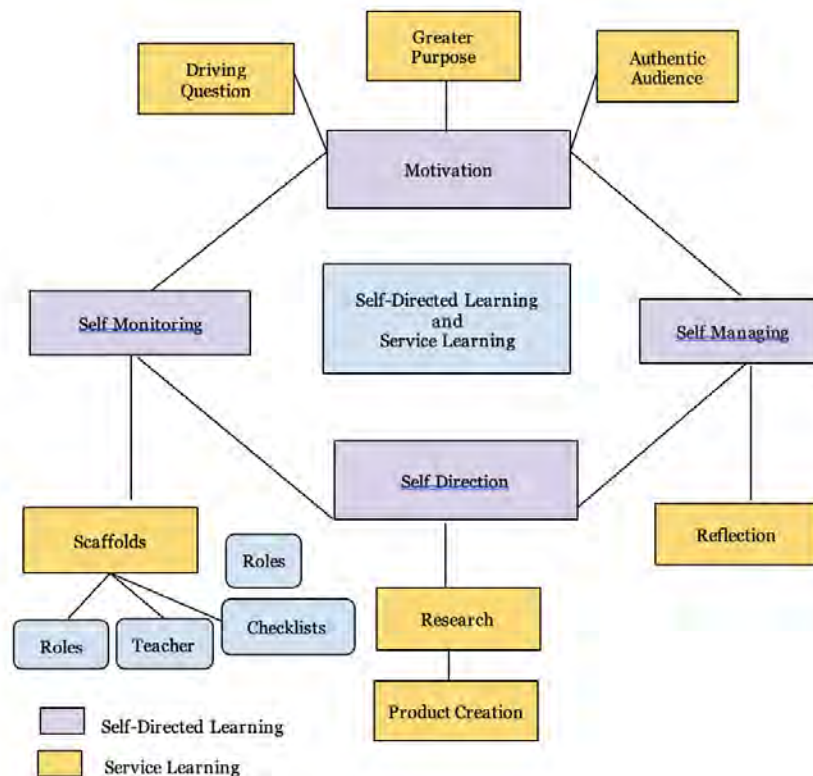 Greater
Purpose
Driving
Question
Authentic
Audience
Motivation
Self-Directed Learning
and
Service Learning
Self Monitoring
Self Managing
Self Direction
Scaffolds
Roles
Reflection
Checklists
Research
Roles
Teacher
Product Creation
Self-Directed Learning
Service Learning